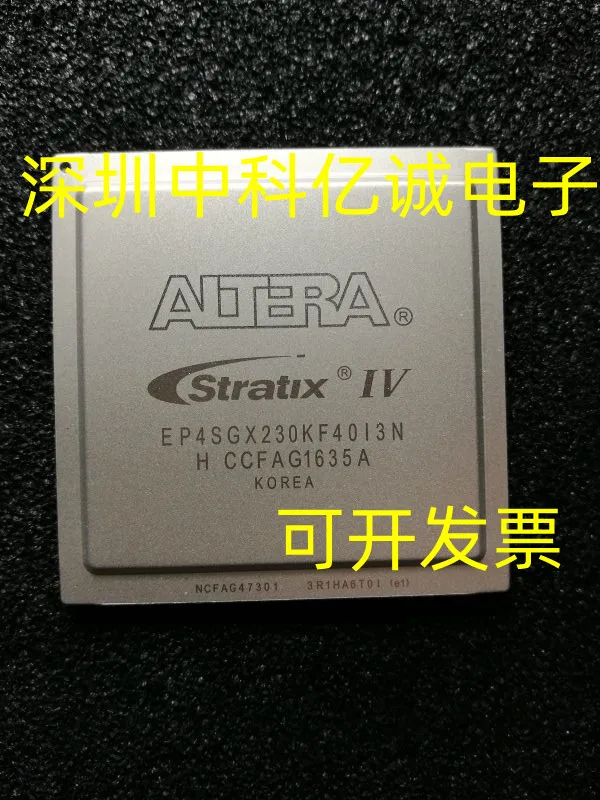 深圳中科亿诚电子
ALTERA®
Stratix® IV
EP4SGX230KF40I3N
H CCFAG1635A
KOREA
可开发票
NCFAG47301 3R1HA6T01 (e1)